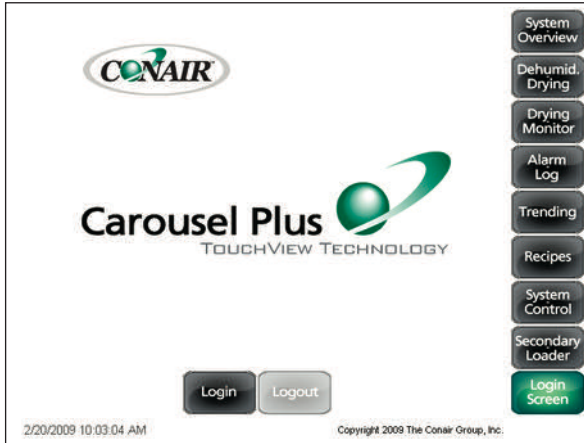 CONAIR
Carousel Plus
TOUCHVIEW TECHNOLOGY
System
Overview
Dehumid.
Drying
Drying
Monitor
Alarm
Log
Trending
Recipes
System
Control
Secondary
Loader
Login
Screen
Login
Logout
2/20/2009 10:03:04 AM
Copyright 2009 The Conair Group, Inc.